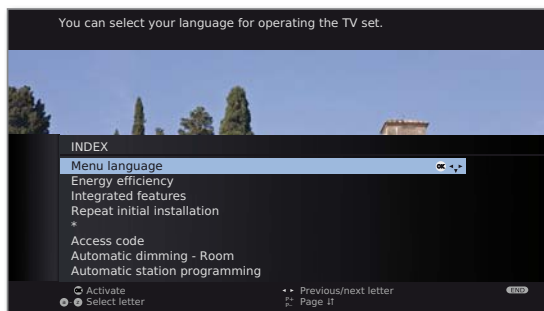 You can select your language for operating the TV set.
INDEX
Menu language OK
Energy efficiency
Integrated features
Repeat initial installation
*
Access code
Automatic dimming - Room
Automatic station programming
Activate Previous/next letter END
Select letter P+ P- Page